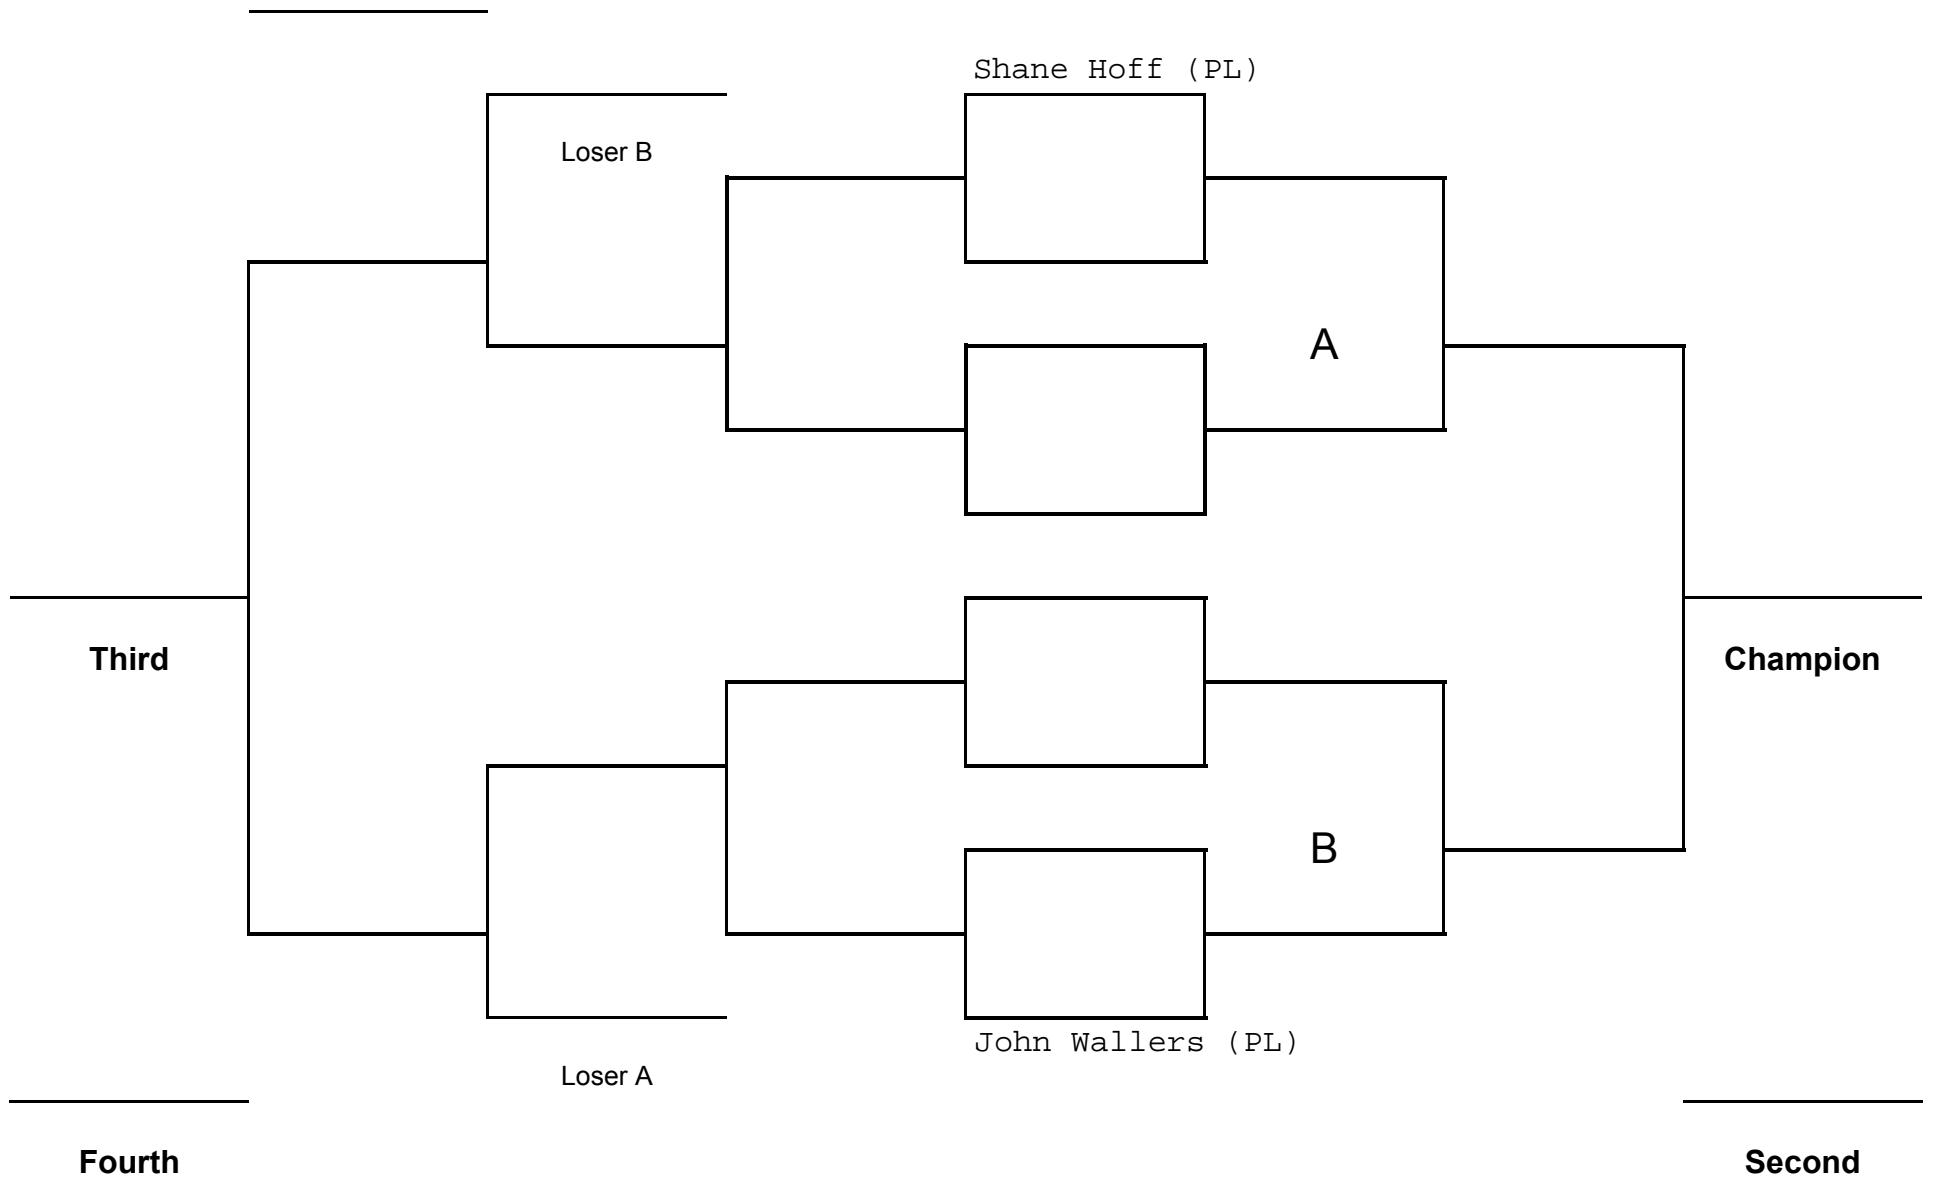 Shane Hoff (PL)
Loser B
A
Third
Champion
B
John Wallers (PL)
Loser A
Fourth
Second